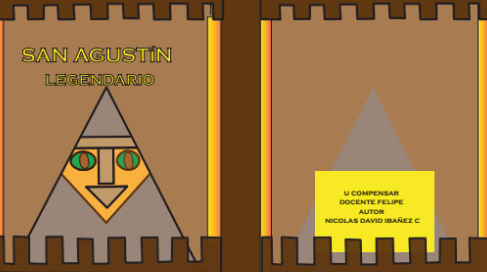 SAN AGUSTÍN
LEGENDARIO
U COMPENSAR
DOCENTE FELIPE
AUTOR
NICOLAS DAVID IBAÑEZ C